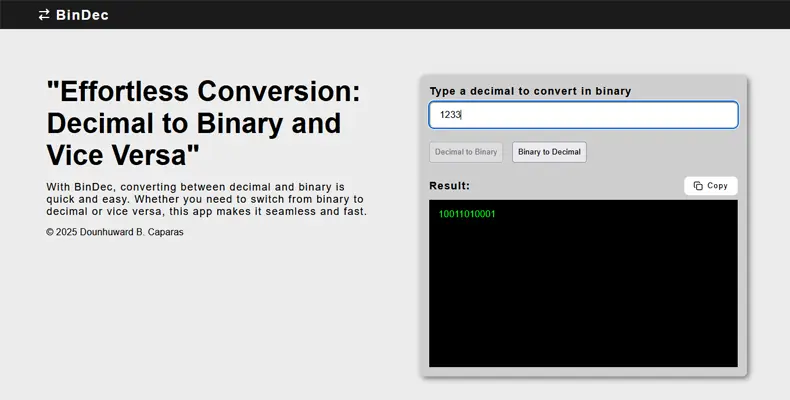 BinDec
"Effortless Conversion:
Decimal to Binary and
Vice Versa"
With BinDec, converting between decimal and binary is
quick and easy. Whether you need to switch from binary to
decimal or vice versa, this app makes it seamless and fast.
© 2025 Dounhuward B. Caparas
Type a decimal to convert in binary
1233
Decimal to Binary
Binary to Decimal
Result:
Copy
10011010001